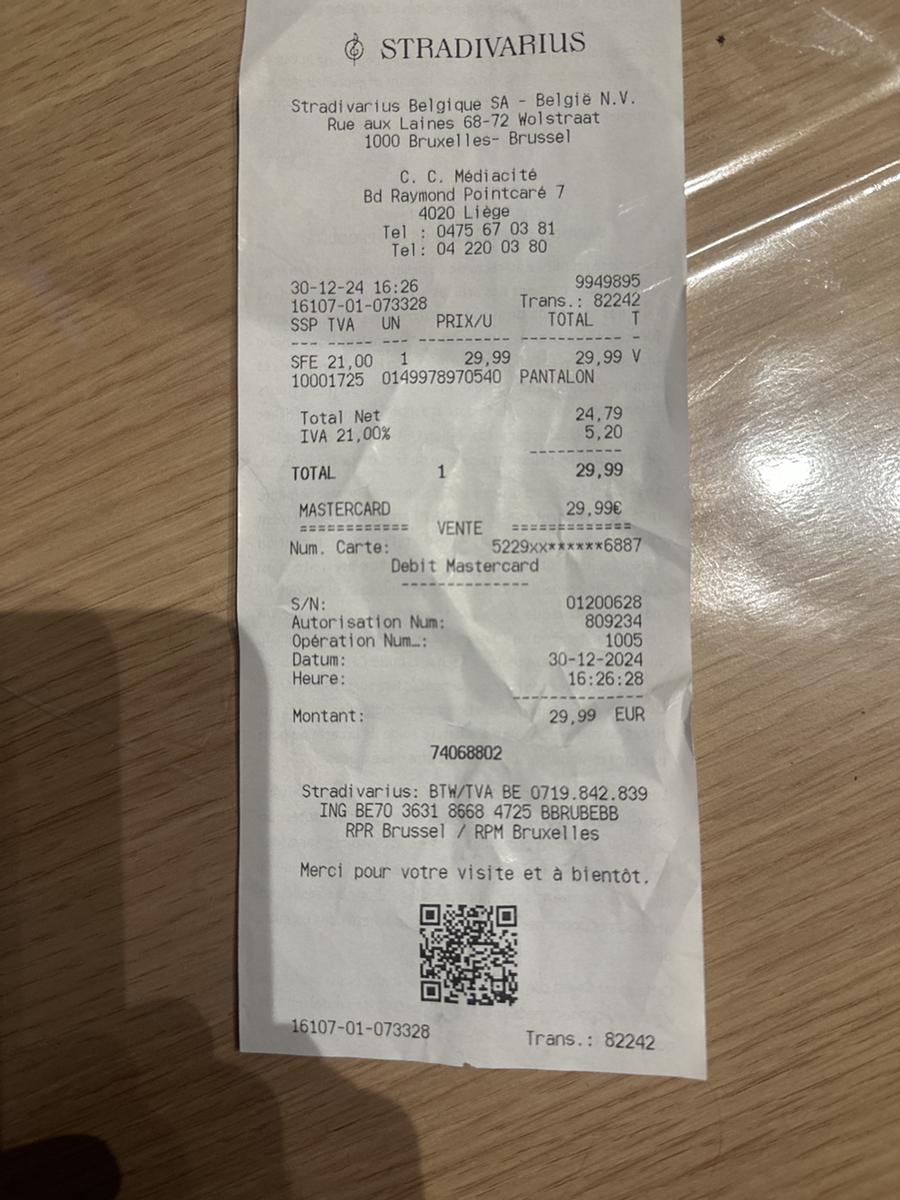 STRADIVARIUS
Stradivarius Belgique SA - België N.V.
Rue aux Laines 68-72 Wolstraat
1000 Bruxelles- Brussel
C. C. Médiacité
Bd Raymond Pointcaré 7
4020 Liège
Tel : 0475 67 03 81
Tel: 04 220 03 80
30-12-24 16:26 9949895
16107-01-073328 Trans.: 82242
SSP TVA UN PRIX/U TOTAL T
--- ----- --- ---------- ----------- -
SFE 21,00 1 29,99 29,99 V
10001725 0149978970540 PANTALON
Total Net 24,79
IVA 21,00% 5,20
----------
TOTAL 1 29,99
MASTERCARD 29,99€
============ VENTE =============
Num. Carte: 5229xx******6887
Debit Mastercard
--------------
S/N: 01200628
Autorisation Num: 809234
Opération Num…: 1005
Datum: 30-12-2024
Heure: 16:26:28
--------------
Montant: 29,99 EUR
74068802
Stradivarius: BTW/TVA BE 0719.842.839
ING BE70 3631 8668 4725 BBRUBEBB
RPR Brussel / RPM Bruxelles
Merci pour votre visite et à bientôt.
16107-01-073328 Trans.: 82242